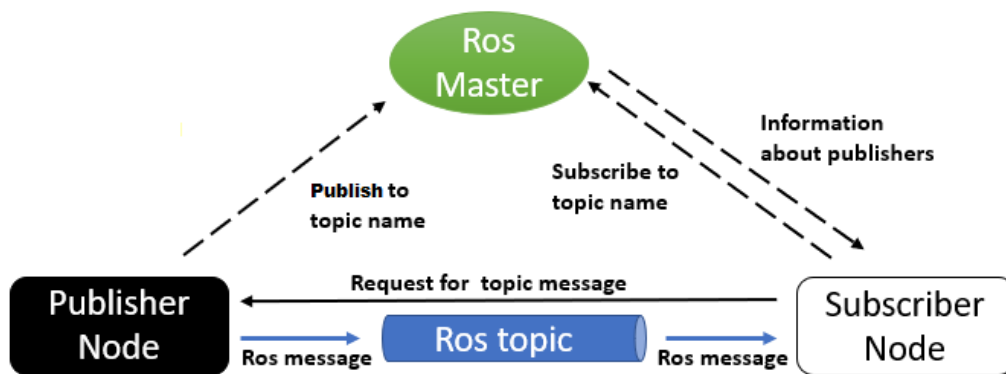 Ros
Master
Information
about publishers
Subscribe to
topic name
Publish to
topic name
Request for topic message
Publisher
Node
Ros topic
Subscriber
Node
Ros message
Ros message